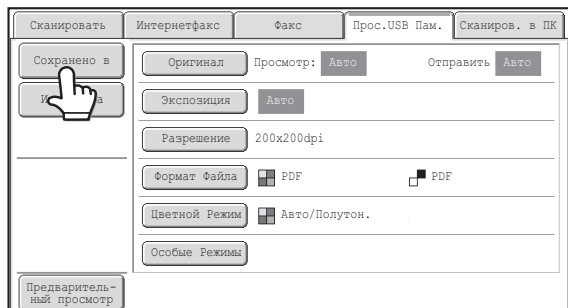 Сканировать Интернетфакс Факс Прос.USB Пам. Сканиров. в ПК
Сохранено в
Оригинал Просмотр: Авто Отправить Авто
Экспозиция Авто
Разрешение 200x200dpi
Формат Файла PDF PDF
Цветной Режим Авто/Полутон.
Особые Режимы
Предваритель-
ный просмотр